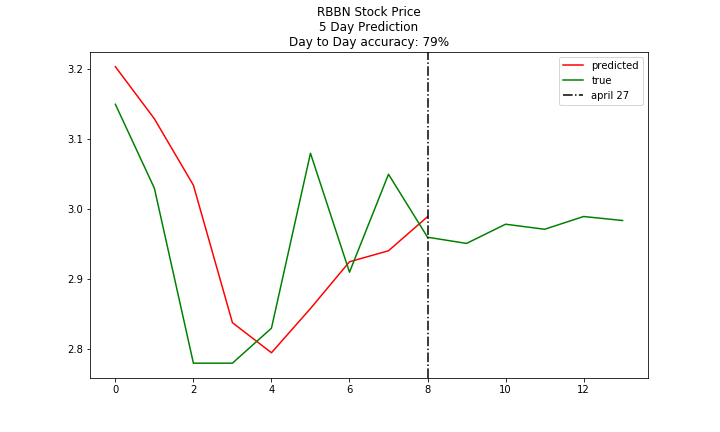 RBBN Stock Price
5 Day Prediction
Day to Day accuracy: 79%
predicted
true
april 27
3.2
3.1
3.0
2.9
2.8
0 2 4 6 8 10 12